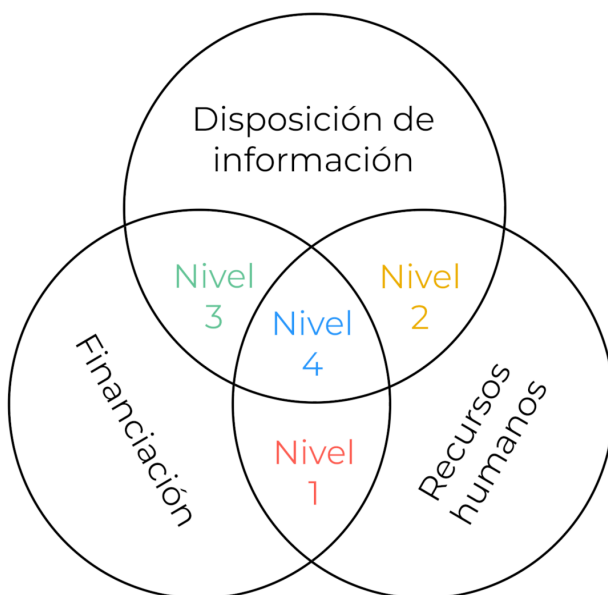 Disposición de
información
Nivel
3
Nivel
4
Nivel
2
Financiación
Nivel
1
Recursos
humanos